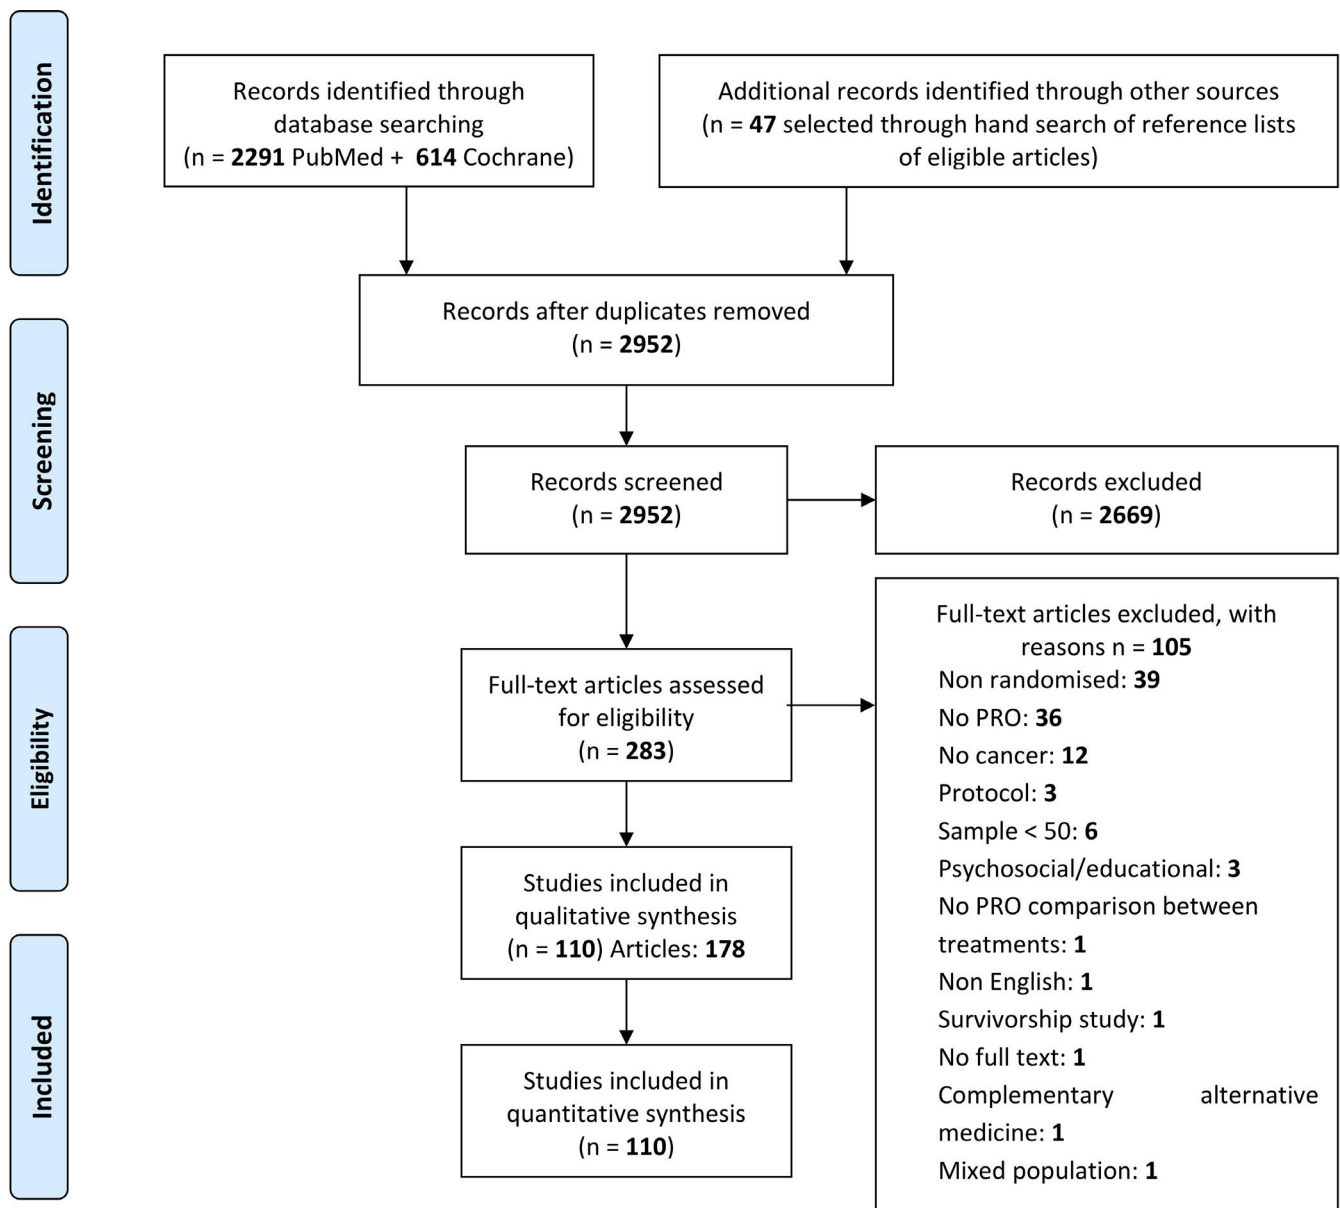 Identification
Records identified through
database searching
(n = 2291 PubMed + 614 Cochrane)
Additional records identified through other sources
(n = 47 selected through hand search of reference lists
of eligible articles)
Records after duplicates removed
(n = 2952)
Screening
Records screened
(n = 2952)
Records excluded
(n = 2669)
Eligibility
Full-text articles assessed
for eligibility
(n = 283)
Full-text articles excluded, with
reasons n = 105
Non randomised: 39
No PRO: 36
No cancer: 12
Protocol: 3
Sample < 50: 6
Psychosocial/educational: 3
No PRO comparison between
treatments: 1
Non English: 1
Survivorship study: 1
No full text: 1
Complementary alternative
medicine: 1
Mixed population: 1
Studies included in
qualitative synthesis
(n = 110) Articles: 178
Included
Studies included in
quantitative synthesis
(n = 110)